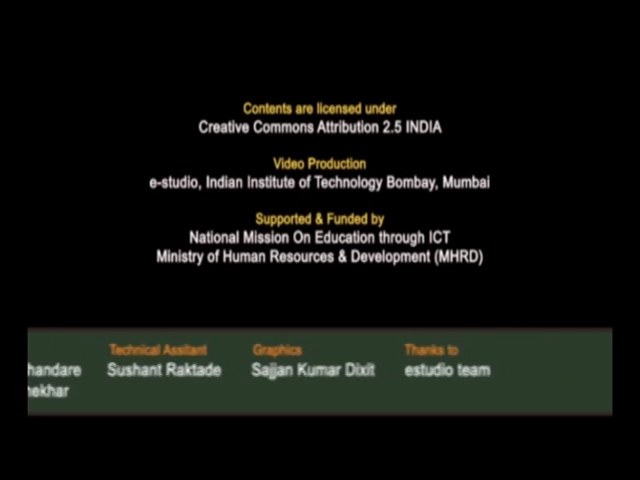 Contents are licensed under
Creative Commons Attribution 2.5 INDIA
Video Production
e-studio, Indian Institute of Technology Bombay, Mumbai
Supported & Funded by
National Mission On Education through ICT
Ministry of Human Resources & Development (MHRD)
Technical Assitant
Graphics
Thanks to
handare
Sushant Raktade
Sajjan Kumar Dixit
estudio team
hekhar